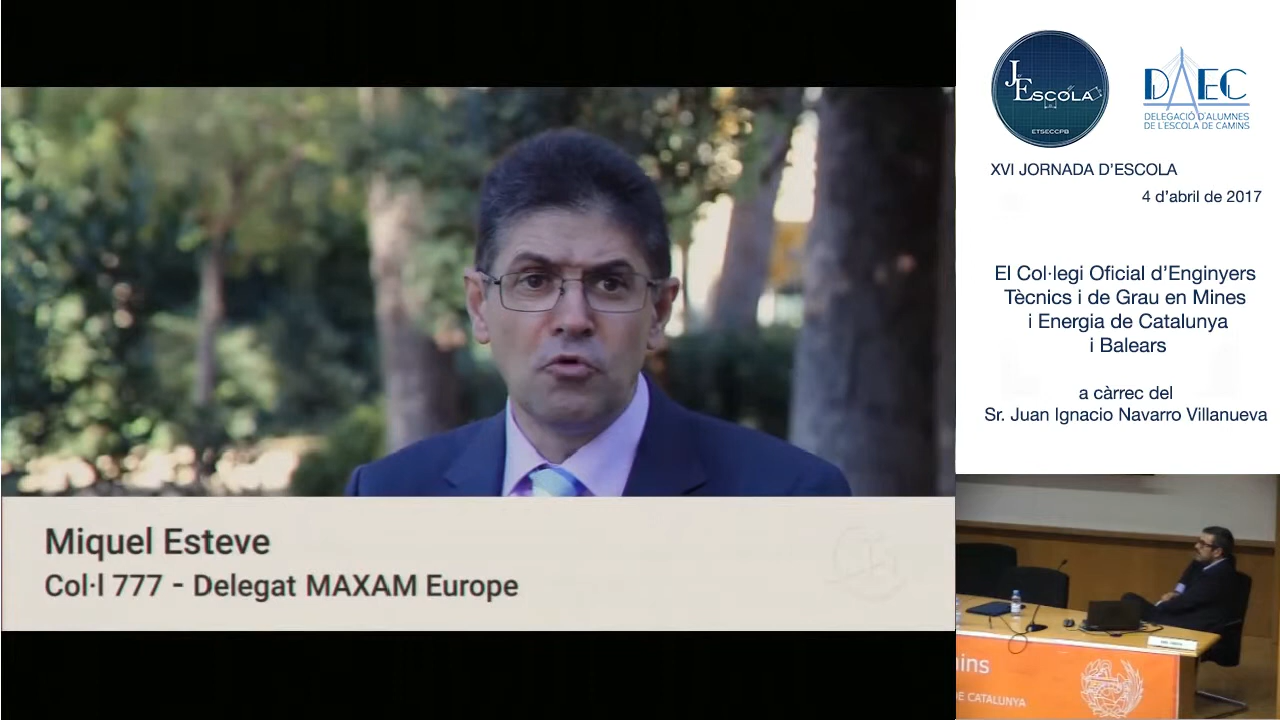 Miquel Esteve
Col·l 777 - Delegat MAXAM Europe
JESCOLA
ETSECCPB
DAEC
DELEGACIÓ D'ALUMNES
DE L'ESCOLA DE CAMINS
XVI JORNADA D'ESCOLA
4 d'abril de 2017
El Col·legi Oficial d'Enginyers
Tècnics i de Grau en Mines
i Energia de Catalunya
i Balears
a càrrec del
Sr. Juan Ignacio Navarro Villanueva
DE CATALUNYA